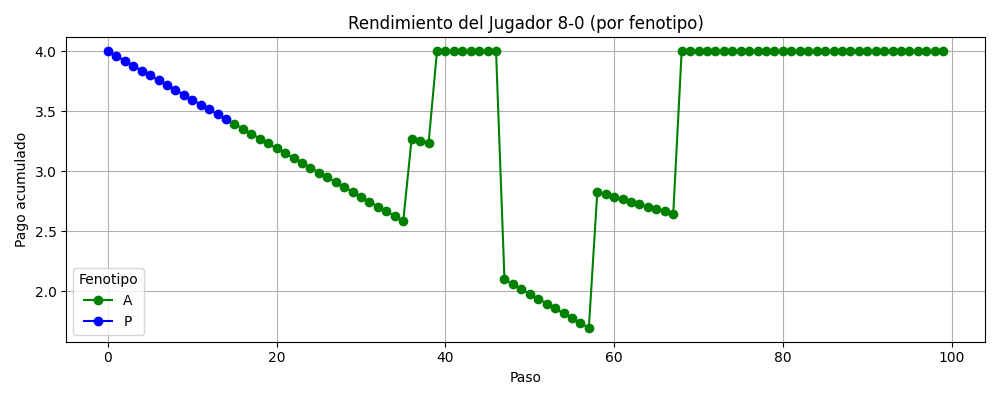 Rendimiento del Jugador 8-0 (por fenotipo)
Pago acumulado
4.0
3.5
3.0
2.5
2.0
Fenotipo
A
P
0 20 40 60 80 100
Paso